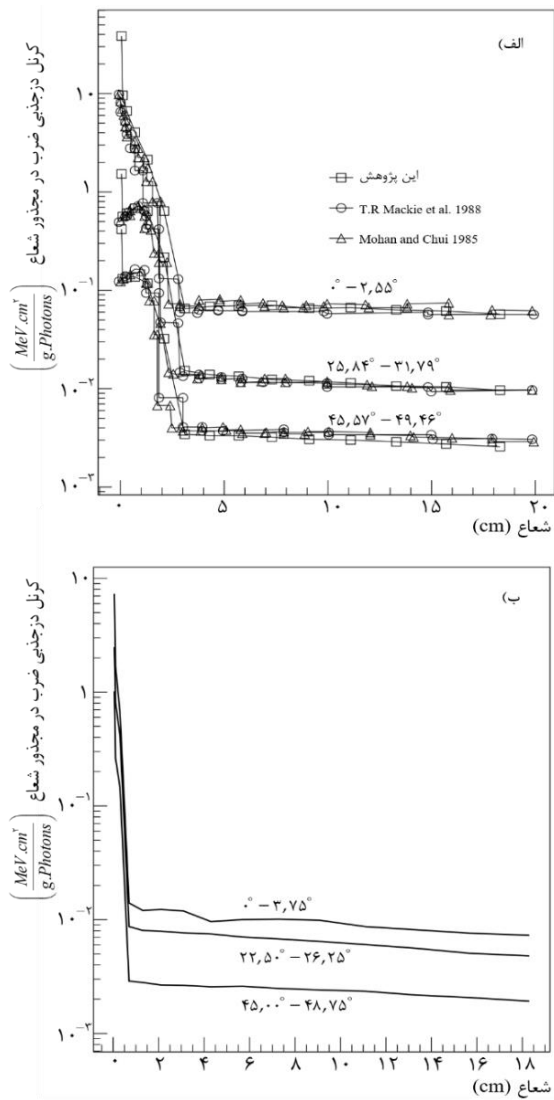 الف)
کرنل دزجذبی ضرب در مجذور شعاع
(MeV.cm²/g.Photons)
۱۰
۱
۱۰⁻¹
۱۰⁻²
۱۰⁻³
این پژوهش
T.R Mackie et al. 1988
Mohan and Chui 1985
۰° – ۲٫۵۵°
۲۵٫۸۴° – ۳۱٫۷۹°
۴۵٫۵۷° – ۴۹٫۴۶°
۰ ۵ ۱۰ ۱۵ ۲۰
شعاع (cm)
ب)
کرنل دزجذبی ضرب در مجذور شعاع
(MeV.cm²/g.Photons)
۱۰
۱
۱۰⁻¹
۱۰⁻²
۱۰⁻³
۰° – ۳٫۷۵°
۲۲٫۵۰° – ۲۶٫۲۵°
۴۵٫۰۰° – ۴۸٫۷۵°
۰ ۲ ۴ ۶ ۸ ۱۰ ۱۲ ۱۴ ۱۶ ۱۸
شعاع (cm)